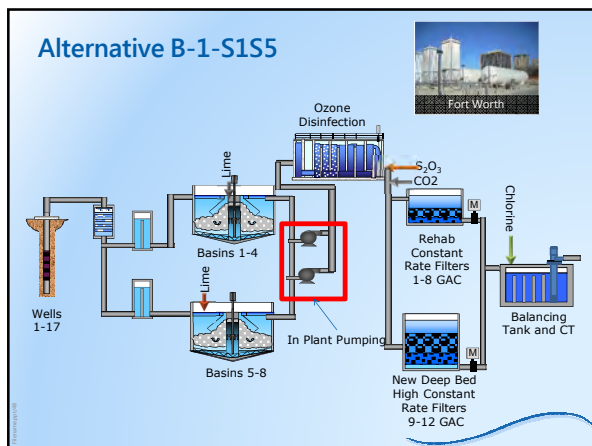 Alternative B-1-S1S5
Fort Worth
Ozone
Disinfection
Lime
S₂O₃
CO2
M
Chlorine
Basins 1-4
Rehab
Constant
Rate Filters
1-8 GAC
Wells
1-17
Lime
Basins 5-8
In Plant Pumping
M
Balancing
Tank and CT
New Deep Bed
High Constant
Rate Filters
9-12 GAC